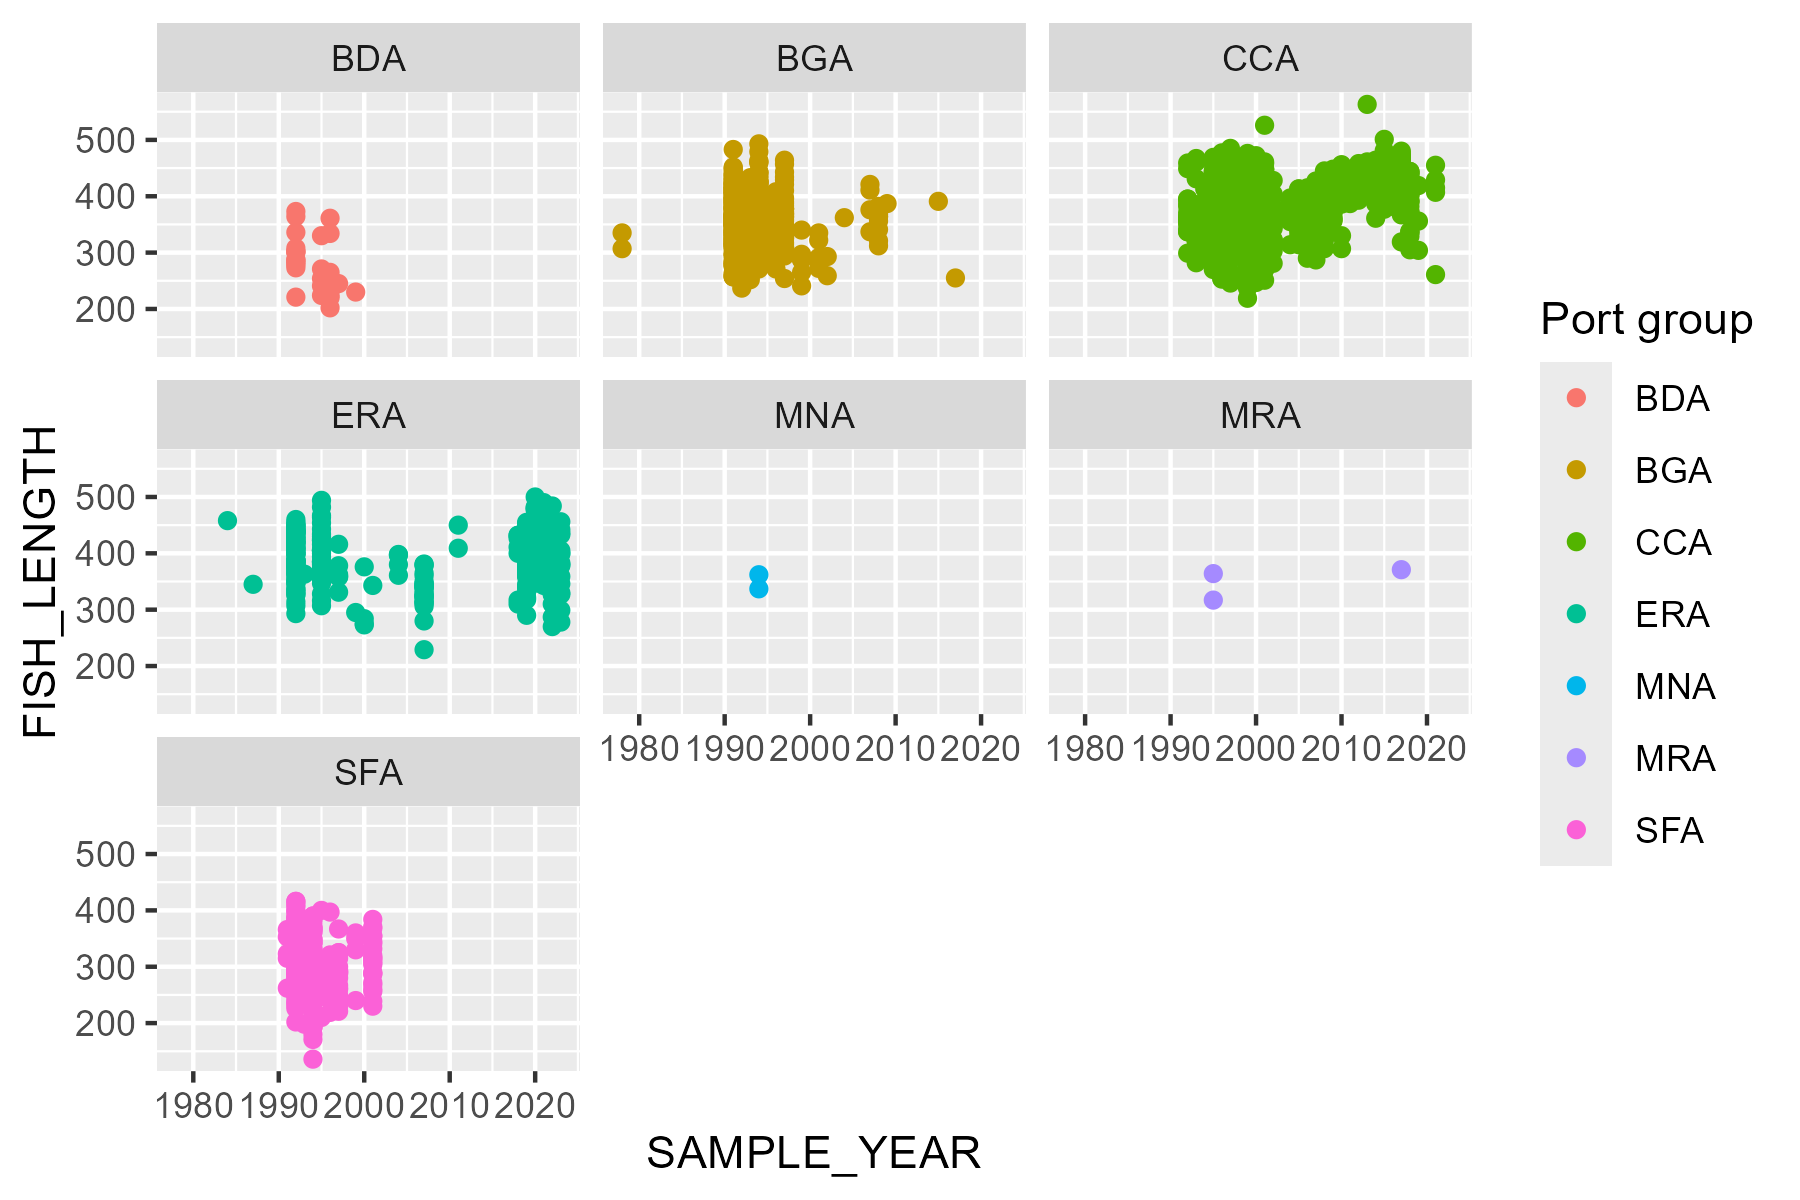 BDA BGA CCA
500
400
300
200
ERA MNA MRA
500
400
300
200
1980 1990 2000 2010 2020 1980 1990 2000 2010 2020
SFA
500
400
300
200
1980 1990 2000 2010 2020
FISH_LENGTH
SAMPLE_YEAR
Port group
BDA
BGA
CCA
ERA
MNA
MRA
SFA